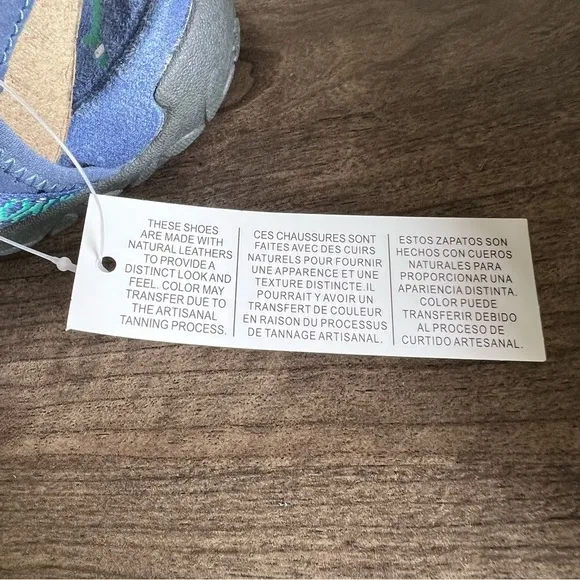 THESE SHOES
ARE MADE WITH
NATURAL LEATHERS
TO PROVIDE A
DISTINCT LOOK AND
FEEL. COLOR MAY
TRANSFER DUE TO
THE ARTISANAL
TANNING PROCESS.
CES CHAUSSURES SONT
FAITES AVEC DES CUIRS
NATURELS POUR FOURNIR
UNE APPARENCE ET UNE
TEXTURE DISTINCTE.IL
POURRAIT Y AVOIR UN
TRANSFERT DE COULEUR
EN RAISON DU PROCESSUS
DE TANNAGE ARTISANAL.
ESTOS ZAPATOS SON
HECHOS CON CUEROS
NATURALES PARA
PROPORCIONAR UNA
APARIENCIA DISTINTA.
COLOR PUEDE
TRANSFERIR DEBIDO
AL PROCESO DE
CURTIDO ARTESANAL.